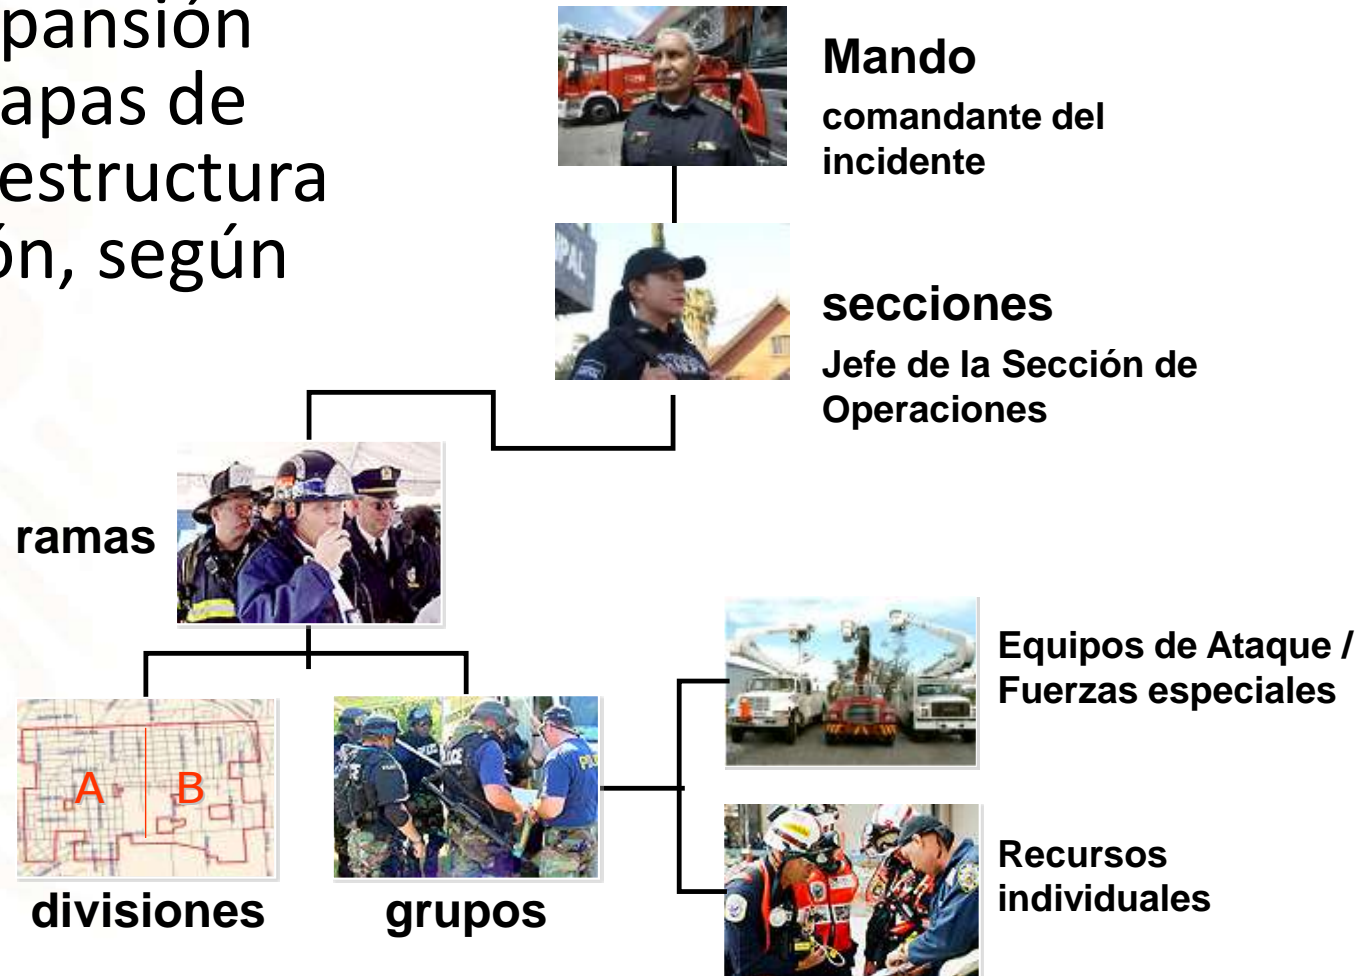 pansión
apas de
estructura
ón, según
Mando
comandante del
incidente
secciones
Jefe de la Sección de
Operaciones
ramas
A B
divisiones
grupos
Equipos de Ataque /
Fuerzas especiales
Recursos
individuales